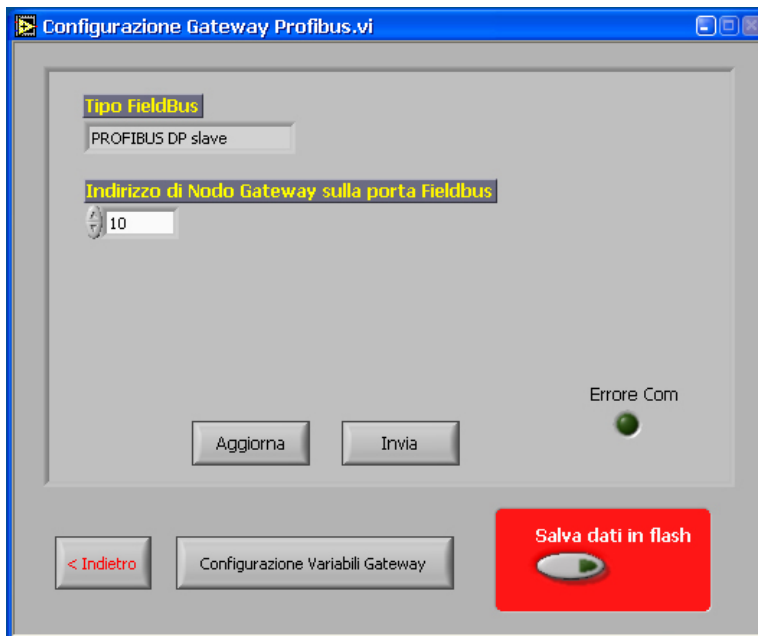 Configurazione Gateway Profibus.vi
Tipo FieldBus
PROFIBUS DP slave
Indirizzo di Nodo Gateway sulla porta Fieldbus
10
Errore Com
Aggiorna
Invia
Salva dati in flash
< Indietro
Configurazione Variabili Gateway